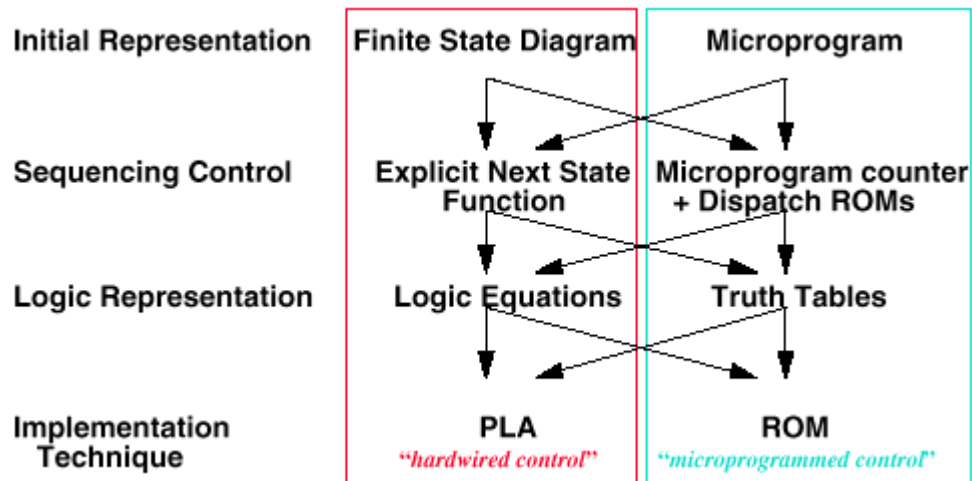 Initial Representation Finite State Diagram Microprogram
Sequencing Control Explicit Next State Microprogram counter
Function + Dispatch ROMs
Logic Representation Logic Equations Truth Tables
Implementation PLA ROM
Technique "hardwired control" "microprogrammed control"